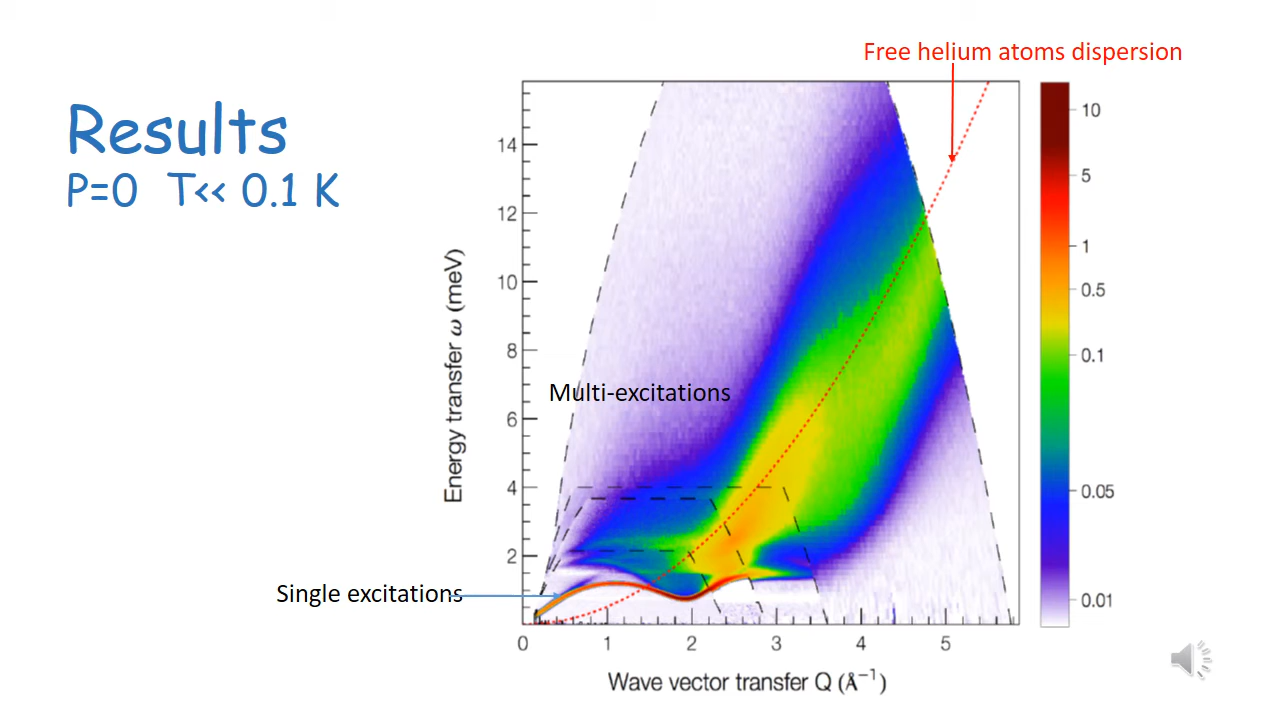 Free helium atoms dispersion
Results
P=0 T<< 0.1 K
Energy transfer ω (meV)
14
12
10
8
6
4
2
0
1
2
3
4
5
Wave vector transfer Q (Å⁻¹)
Multi-excitations
Single excitations
10
5
1
0.5
0.1
0.05
0.01